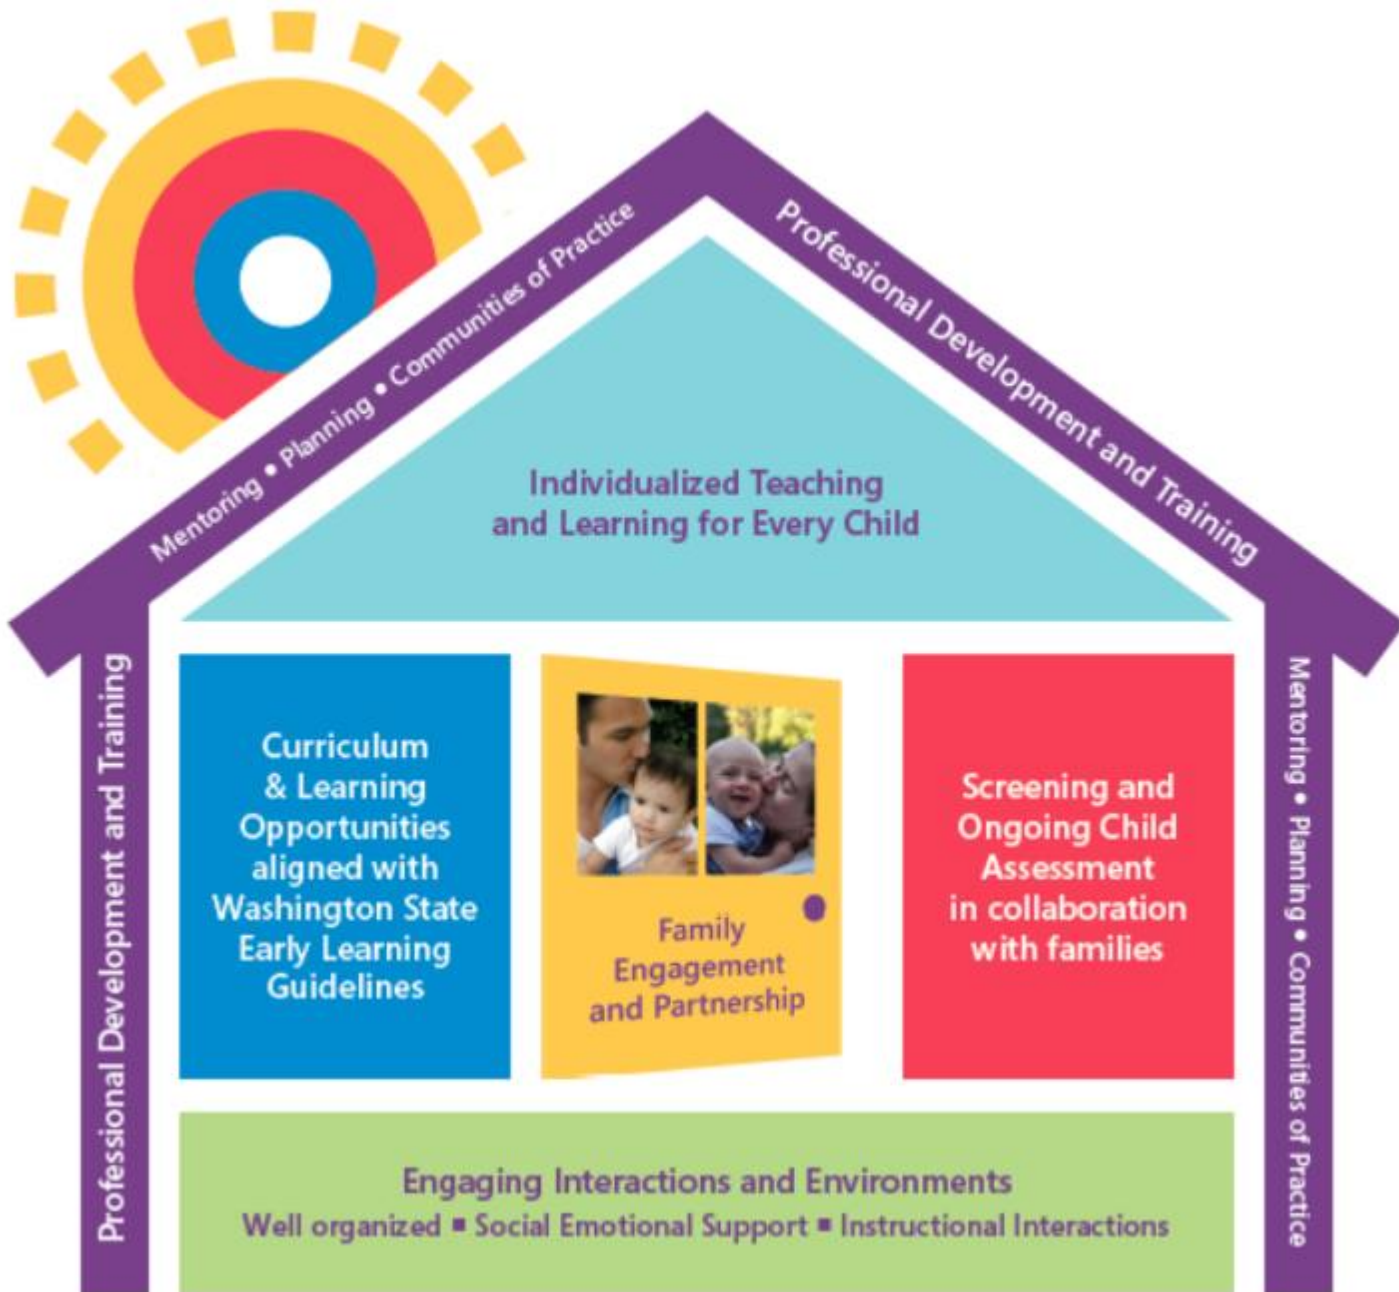 Mentoring • Planning • Communities of Practice
Professional Development and Training
Individualized Teaching
and Learning for Every Child
Professional Development and Training
Curriculum
& Learning
Opportunities
aligned with
Washington State
Early Learning
Guidelines
Family
Engagement
and Partnership
Screening and
Ongoing Child
Assessment
in collaboration
with families
Mentoring • Planning • Communities of Practice
Engaging Interactions and Environments
Well organized ▪ Social Emotional Support ▪ Instructional Interactions